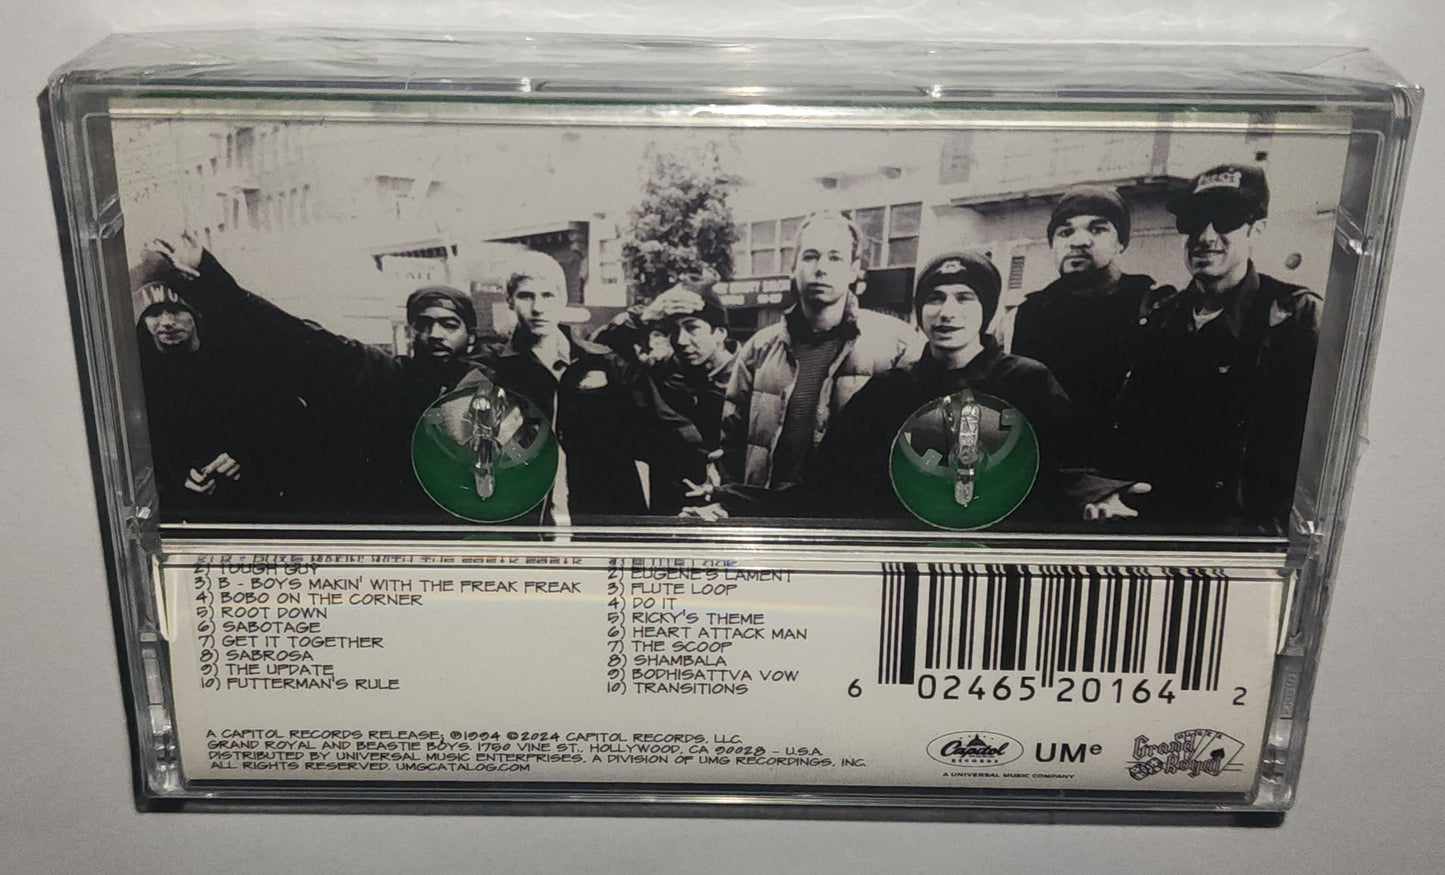 2) TOUGH GUY
3) B - BOYS MAKIN' WITH THE FREAK FREAK
4) BOBO ON THE CORNER
5) ROOT DOWN
6) SABOTAGE
7) GET IT TOGETHER
8) SABROSA
9) THE UPDATE
10) FUTTERMAN'S RULE
2) EUGENE'S LAMENT
3) FLUTE LOOP
4) DO IT
5) RICKY'S THEME
6) HEART ATTACK MAN
7) THE SCOOP
8) SHAMBALA
9) BODHISATTVA VOW
10) TRANSITIONS
6 02465 20164 2
A CAPITOL RECORDS RELEASE; ℗1994 ©2024 CAPITOL RECORDS, LLC.
GRAND ROYAL AND BEASTIE BOYS. 1750 VINE ST., HOLLYWOOD, CA 90028 - U.S.A.
DISTRIBUTED BY UNIVERSAL MUSIC ENTERPRISES, A DIVISION OF UMG RECORDINGS, INC.
ALL RIGHTS RESERVED. UMGCATALOG.COM
Capitol
RECORDS
A UNIVERSAL MUSIC COMPANY
UMe
Grand
Royal